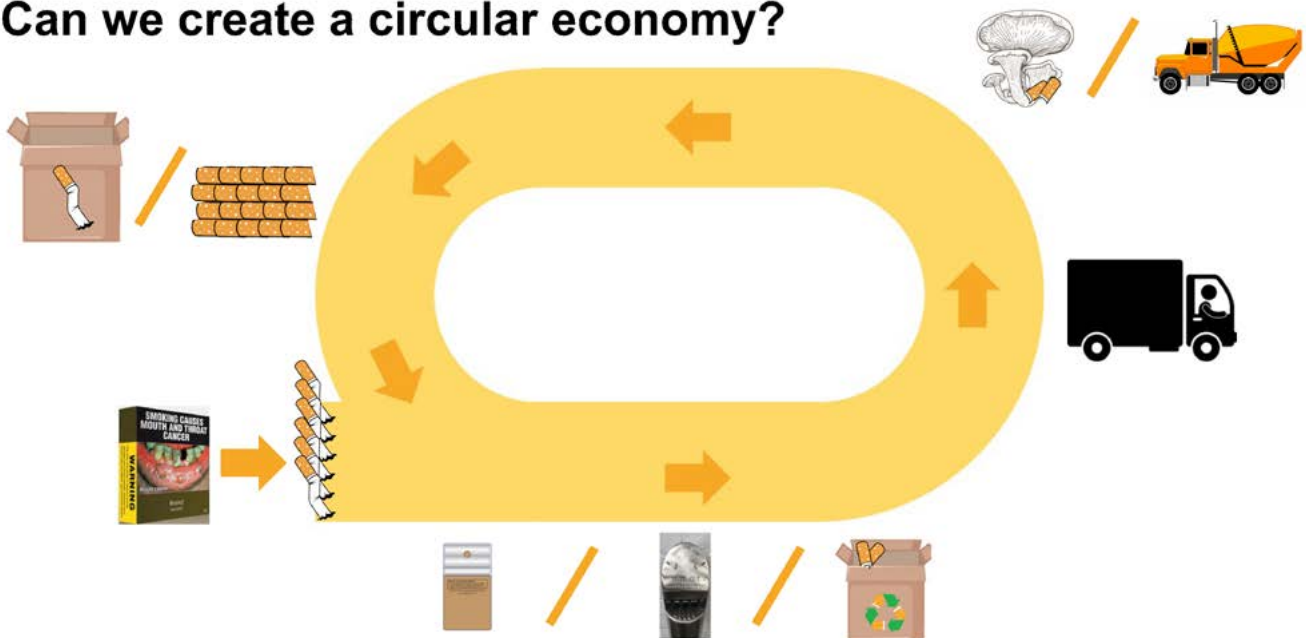 Can we create a circular economy?
SMOKING CAUSES
MOUTH AND THROAT
CANCER
WARNING